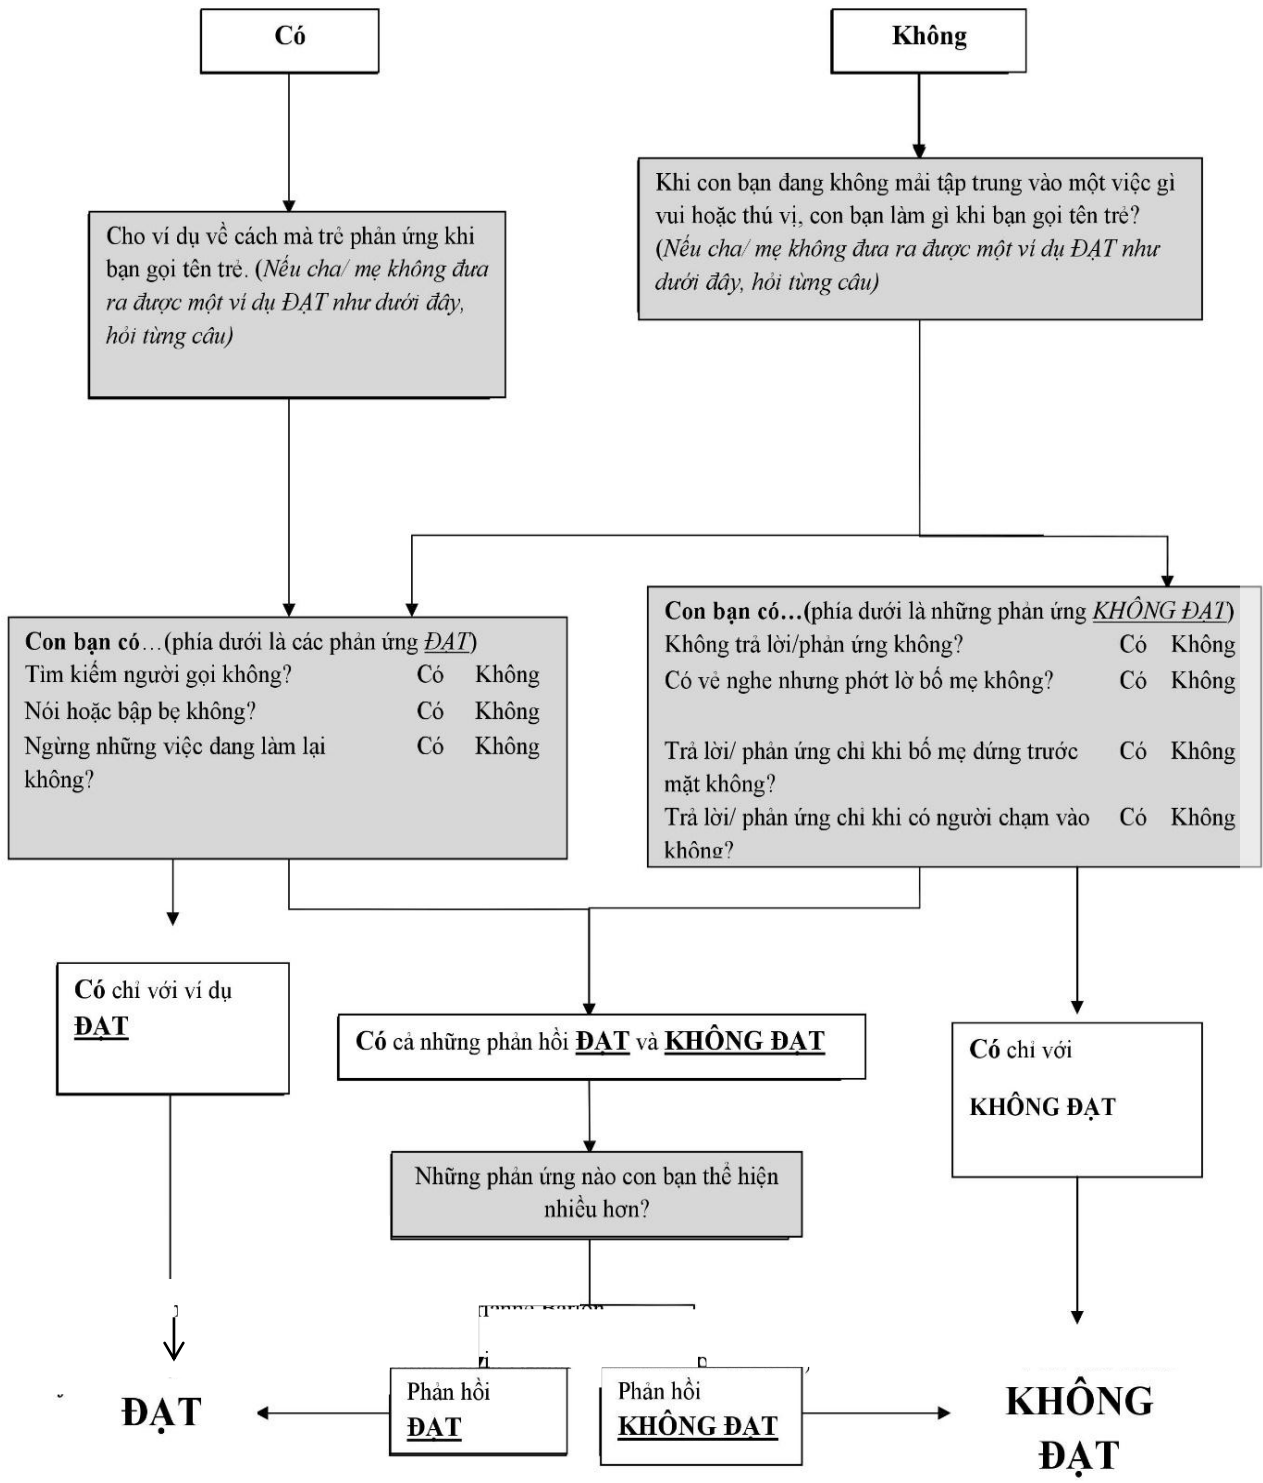 Có
Không
Khi con bạn đang không mải tập trung vào một việc gì
vui hoặc thú vị, con bạn làm gì khi bạn gọi tên trẻ?
(Nếu cha/ mẹ không đưa ra được một ví dụ ĐẠT như
dưới đây, hỏi từng câu)
Cho ví dụ về cách mà trẻ phản ứng khi
bạn gọi tên trẻ. (Nếu cha/ mẹ không đưa
ra được một ví dụ ĐẠT như dưới đây,
hỏi từng câu)
Con bạn có…(phía dưới là các phản ứng ĐẠT)
Tìm kiếm người gọi không? Có Không
Nói hoặc bập bẹ không? Có Không
Ngừng những việc đang làm lại Có Không
không?
Con bạn có…(phía dưới là những phản ứng KHÔNG ĐẠT)
Không trả lời/phản ứng không? Có Không
Có vẻ nghe nhưng phớt lờ bố mẹ không? Có Không
Trả lời/ phản ứng chỉ khi bố mẹ đứng trước Có Không
mặt không?
Trả lời/ phản ứng chỉ khi có người chạm vào Có Không
không?
Có chỉ với ví dụ
ĐẠT
Có cả những phản hồi ĐẠT và KHÔNG ĐẠT
Có chỉ với
KHÔNG ĐẠT
Những phản ứng nào con bạn thể hiện
nhiều hơn?
Phản hồi
ĐẠT
Phản hồi
KHÔNG ĐẠT
ĐẠT
KHÔNG
ĐẠT